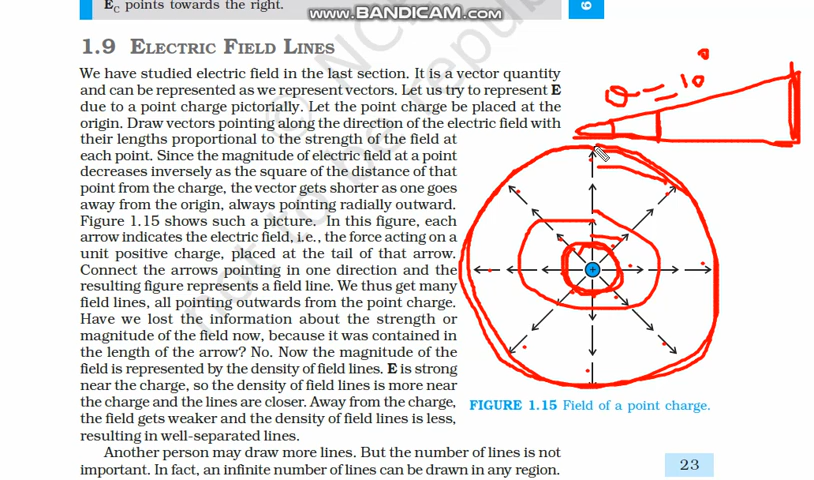 E_C points towards the right.
www.BANDICAM.com
6
1.9 ELECTRIC FIELD LINES
We have studied electric field in the last section. It is a vector quantity
and can be represented as we represent vectors. Let us try to represent E
due to a point charge pictorially. Let the point charge be placed at the
origin. Draw vectors pointing along the direction of the electric field with
their lengths proportional to the strength of the field at
each point. Since the magnitude of electric field at a point
decreases inversely as the square of the distance of that
point from the charge, the vector gets shorter as one goes
away from the origin, always pointing radially outward.
Figure 1.15 shows such a picture. In this figure, each
arrow indicates the electric field, i.e., the force acting on a
unit positive charge, placed at the tail of that arrow.
Connect the arrows pointing in one direction and the
resulting figure represents a field line. We thus get many
field lines, all pointing outwards from the point charge.
Have we lost the information about the strength or
magnitude of the field now, because it was contained in
the length of the arrow? No. Now the magnitude of the
field is represented by the density of field lines. E is strong
near the charge, so the density of field lines is more near
the charge and the lines are closer. Away from the charge,
the field gets weaker and the density of field lines is less,
resulting in well-separated lines.
Another person may draw more lines. But the number of lines is not
important. In fact, an infinite number of lines can be drawn in any region.
θ = 10°
+
FIGURE 1.15 Field of a point charge.
23